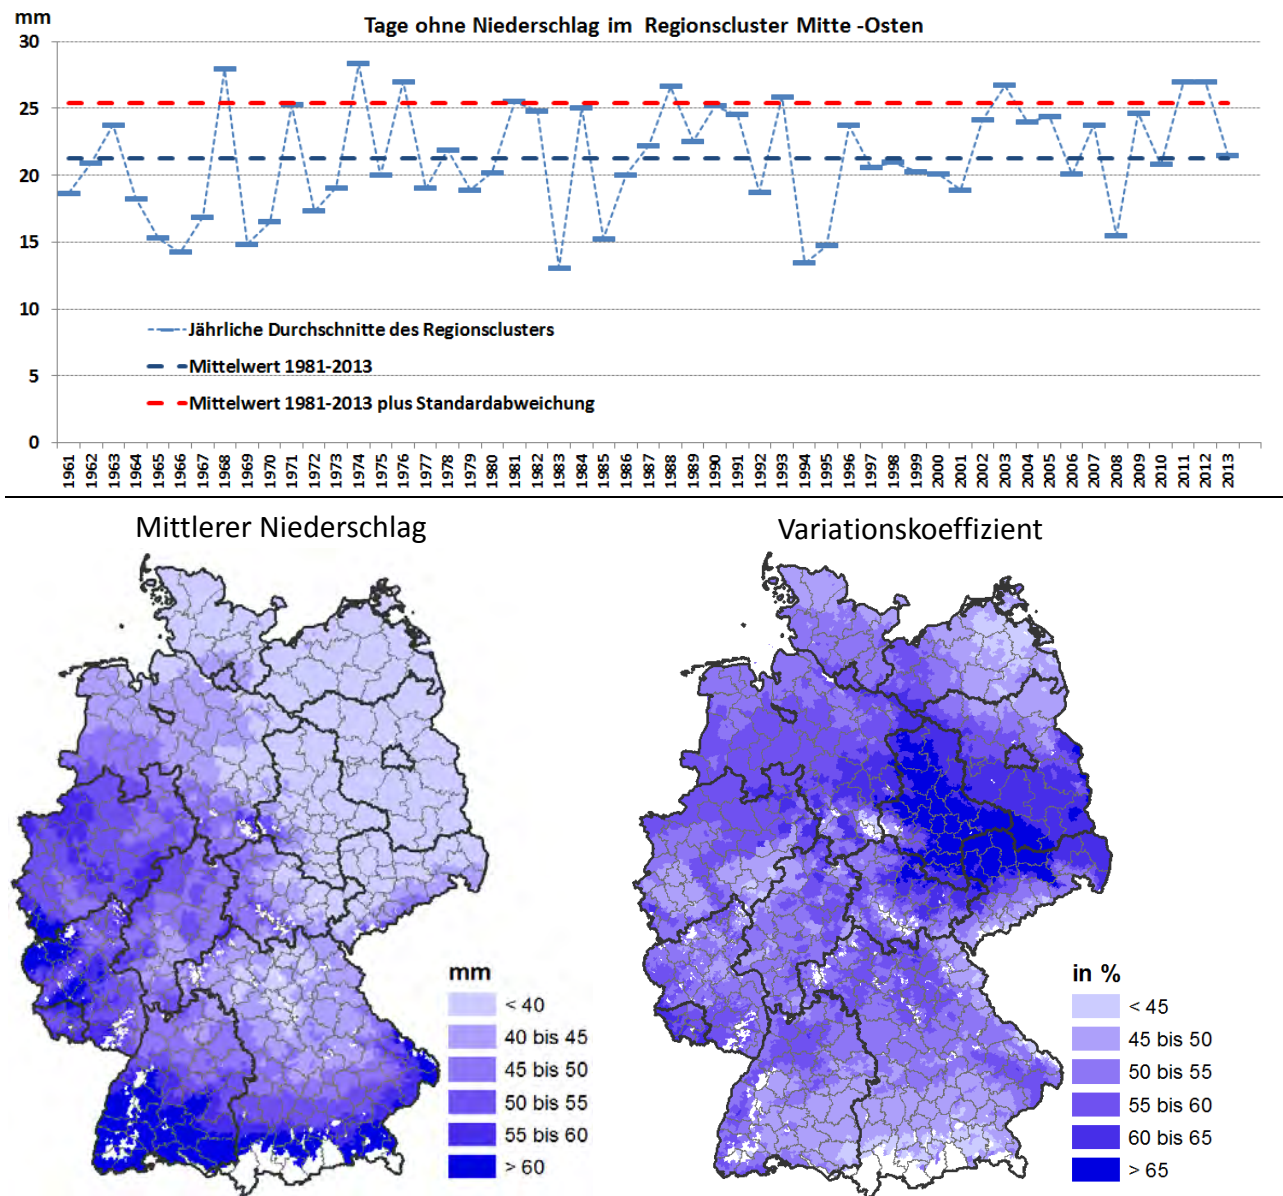 mm
Tage ohne Niederschlag im Regionscluster Mitte -Osten
30
25
20
15
10
5
0
Jährliche Durchschnitte des Regionsclusters
Mittelwert 1981-2013
Mittelwert 1981-2013 plus Standardabweichung
1961 1962 1963 1964 1965 1966 1967 1968 1969 1970 1971 1972 1973 1974 1975 1976 1977 1978 1979 1980 1981 1982 1983 1984 1985 1986 1987 1988 1989 1990 1991 1992 1993 1994 1995 1996 1997 1998 1999 2000 2001 2002 2003 2004 2005 2006 2007 2008 2009 2010 2011 2012 2013
Mittlerer Niederschlag
Variationskoeffizient
mm
< 40
40 bis 45
45 bis 50
50 bis 55
55 bis 60
> 60
in %
< 45
45 bis 50
50 bis 55
55 bis 60
60 bis 65
> 65